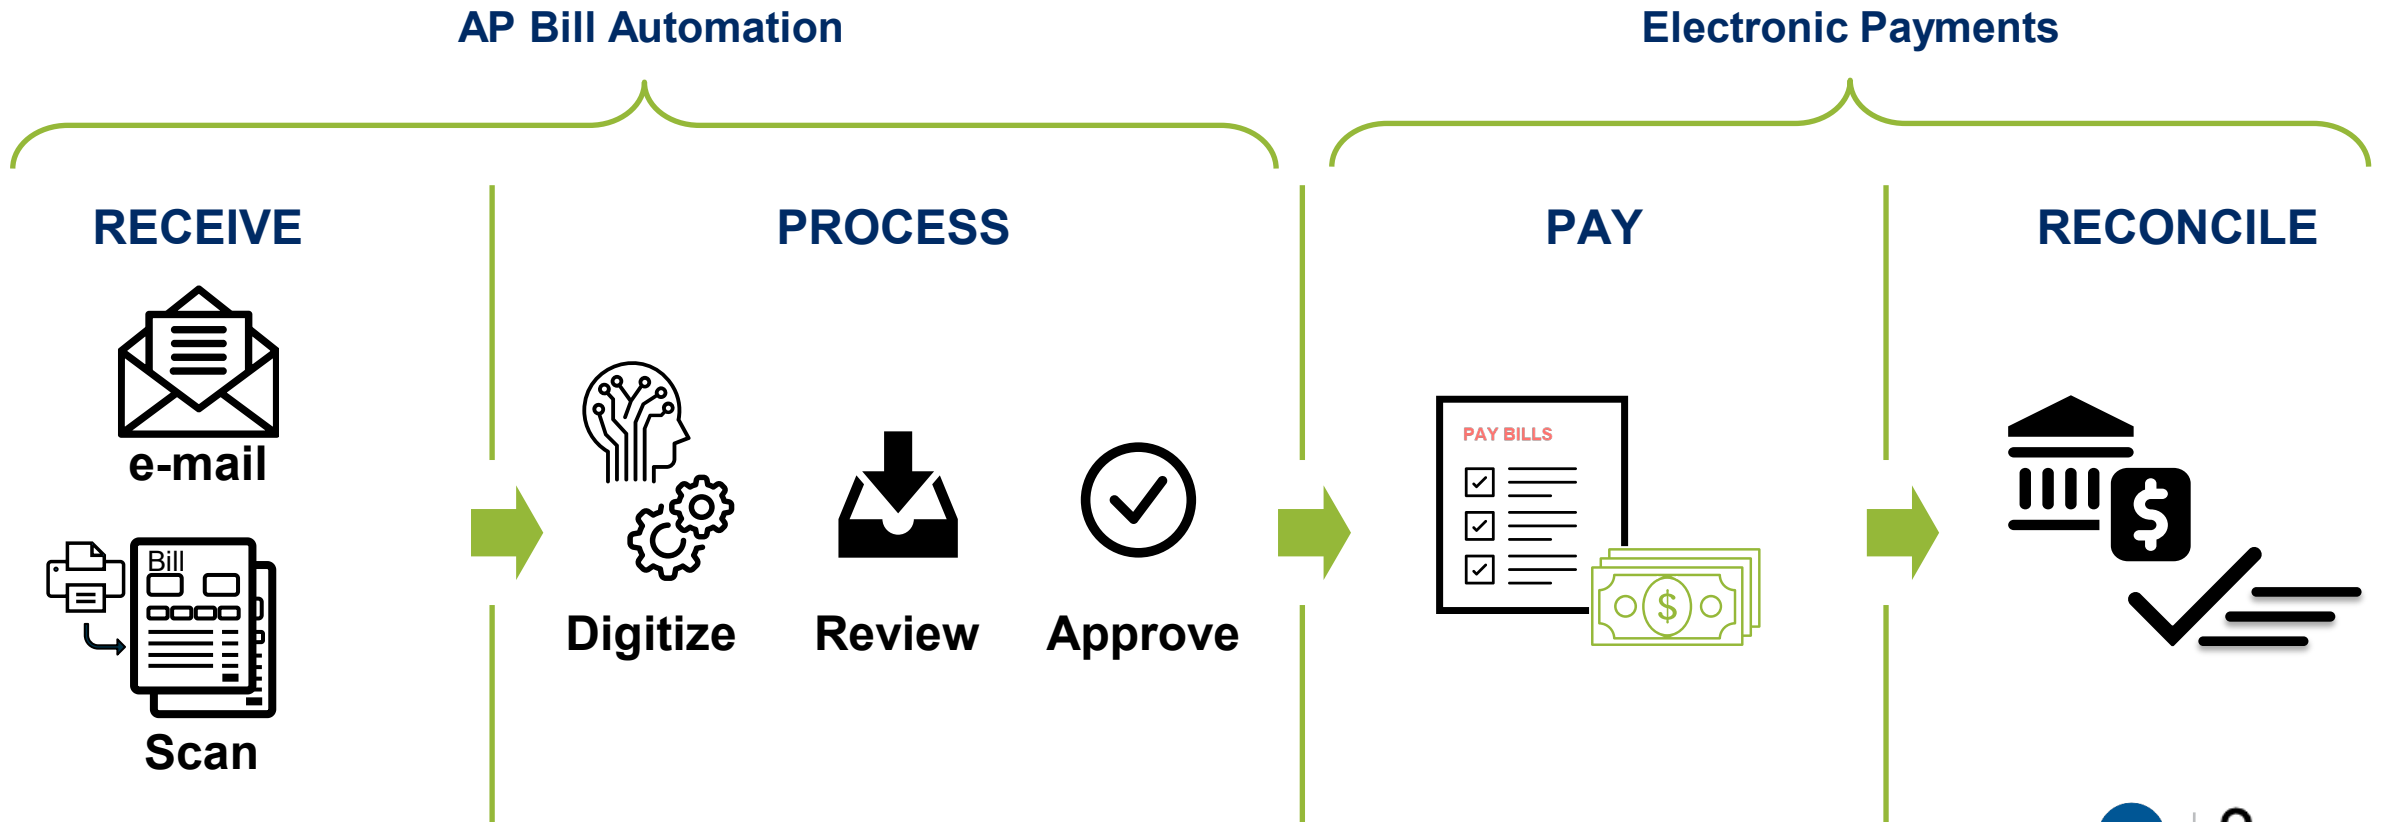 AP Bill Automation
Electronic Payments
RECEIVE
PROCESS
PAY
RECONCILE
e-mail
Bill
Scan
Digitize
Review
Approve
PAY BILLS
$
$